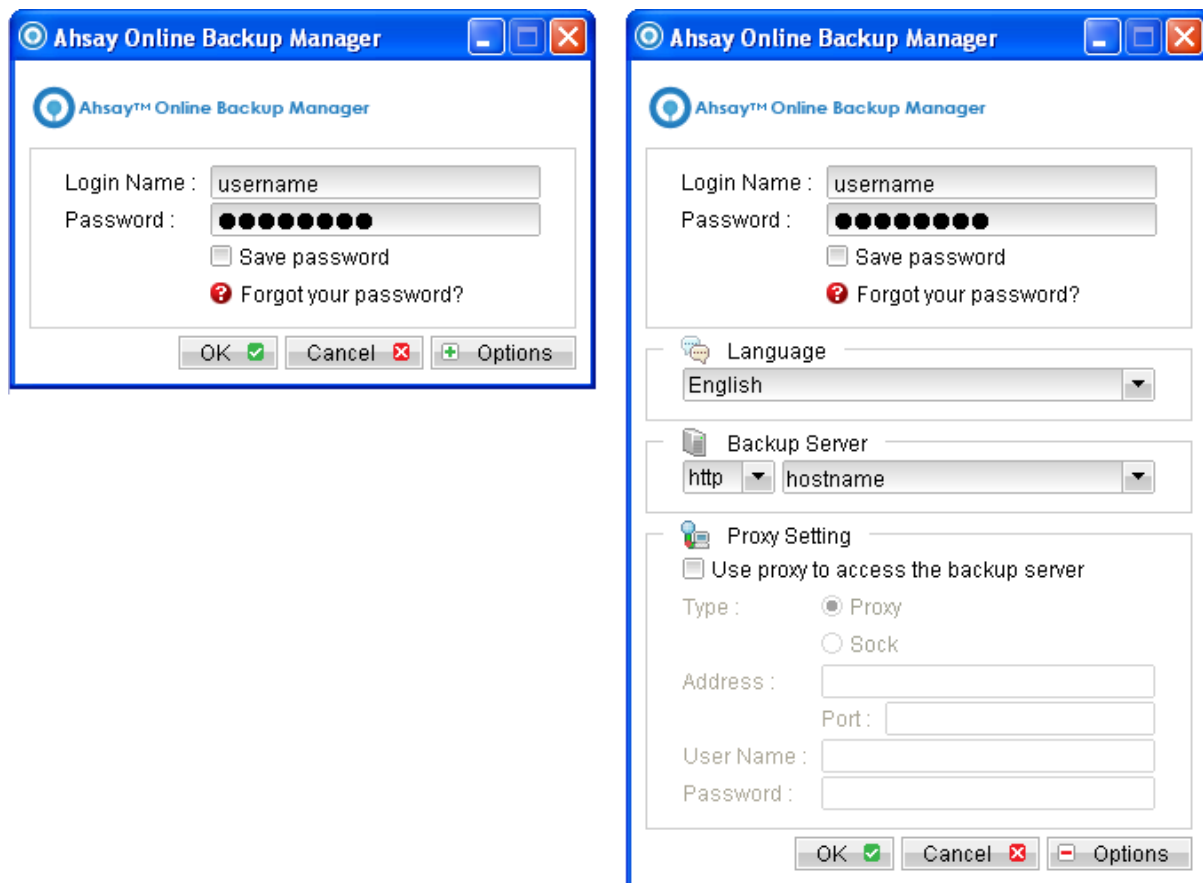 Ahsay Online Backup Manager
Ahsay™ Online Backup Manager
Login Name : username
Password : ●●●●●●●●
Save password
Forgot your password?
OK Cancel Options
Ahsay Online Backup Manager
Ahsay™ Online Backup Manager
Login Name : username
Password : ●●●●●●●●
Save password
Forgot your password?
Language
English
Backup Server
http hostname
Proxy Setting
Use proxy to access the backup server
Type : Proxy
Sock
Address :
Port :
User Name :
Password :
OK Cancel Options